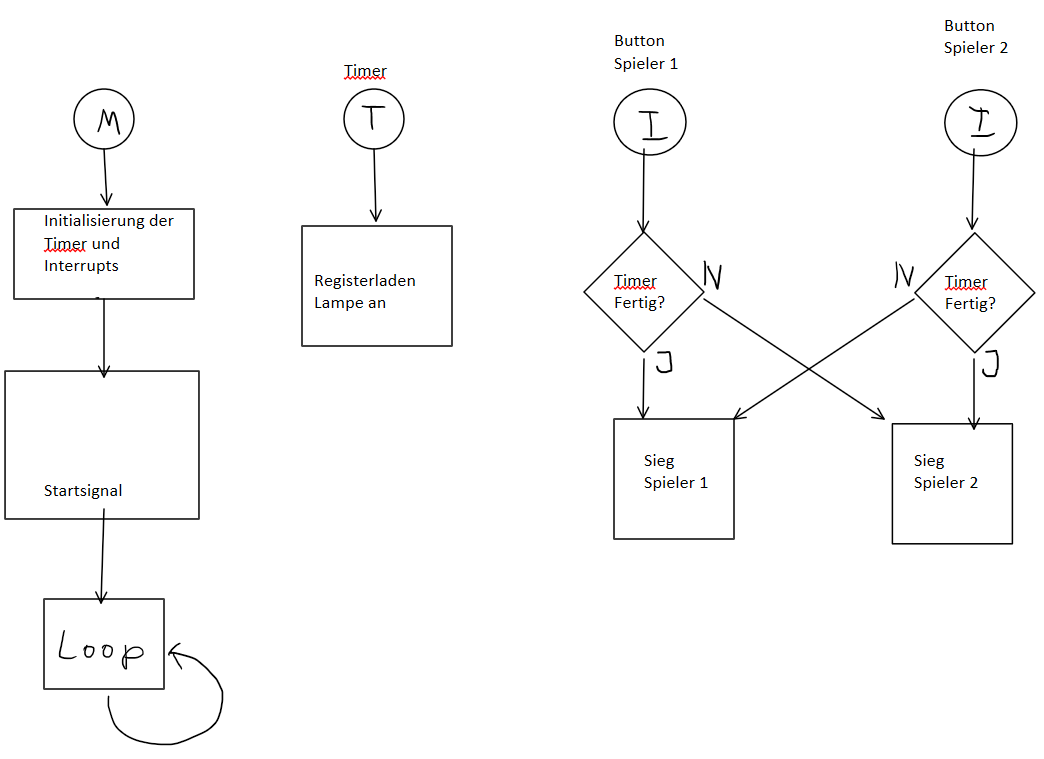 M
Initialisierung der
Timer und
Interrupts
Startsignal
Loop
Timer
T
Registerladen
Lampe an
Button
Spieler 1
I
Timer
Fertig?
N
J
Sieg
Spieler 1
Button
Spieler 2
I
N
Timer
Fertig?
J
Sieg
Spieler 2